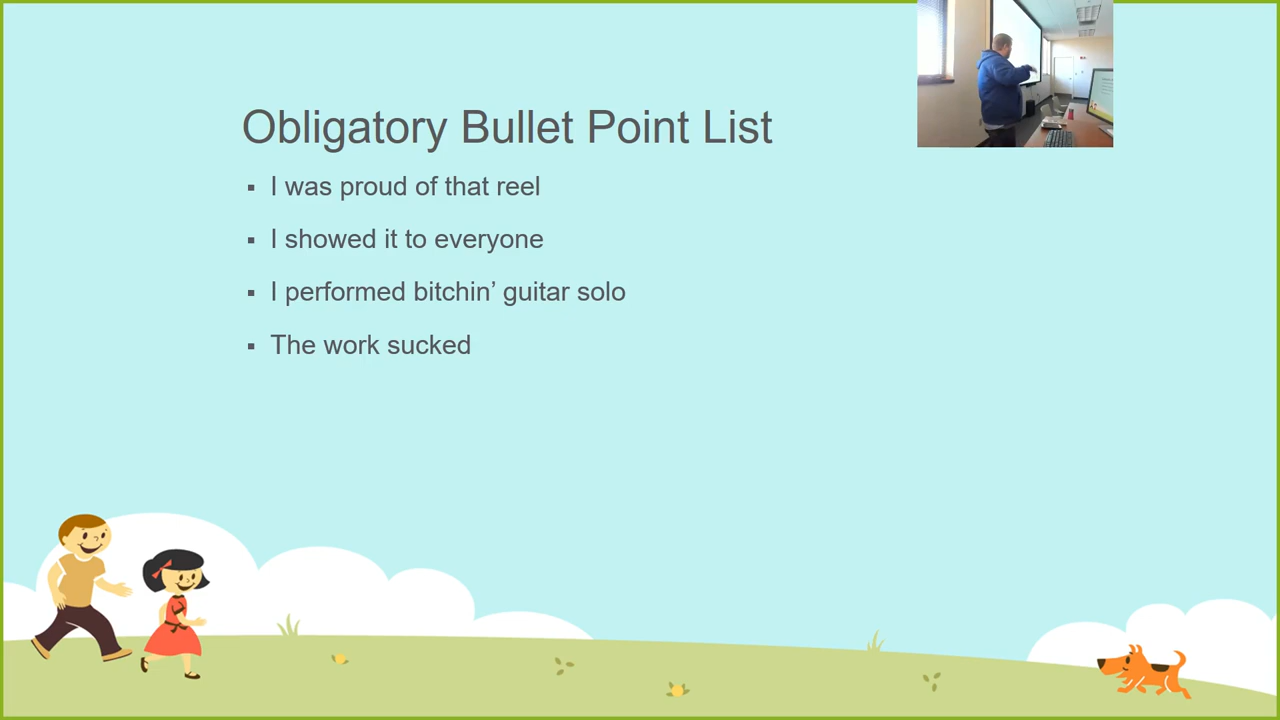 Obligatory Bullet Point List
▪ I was proud of that reel
▪ I showed it to everyone
▪ I performed bitchin’ guitar solo
▪ The work sucked